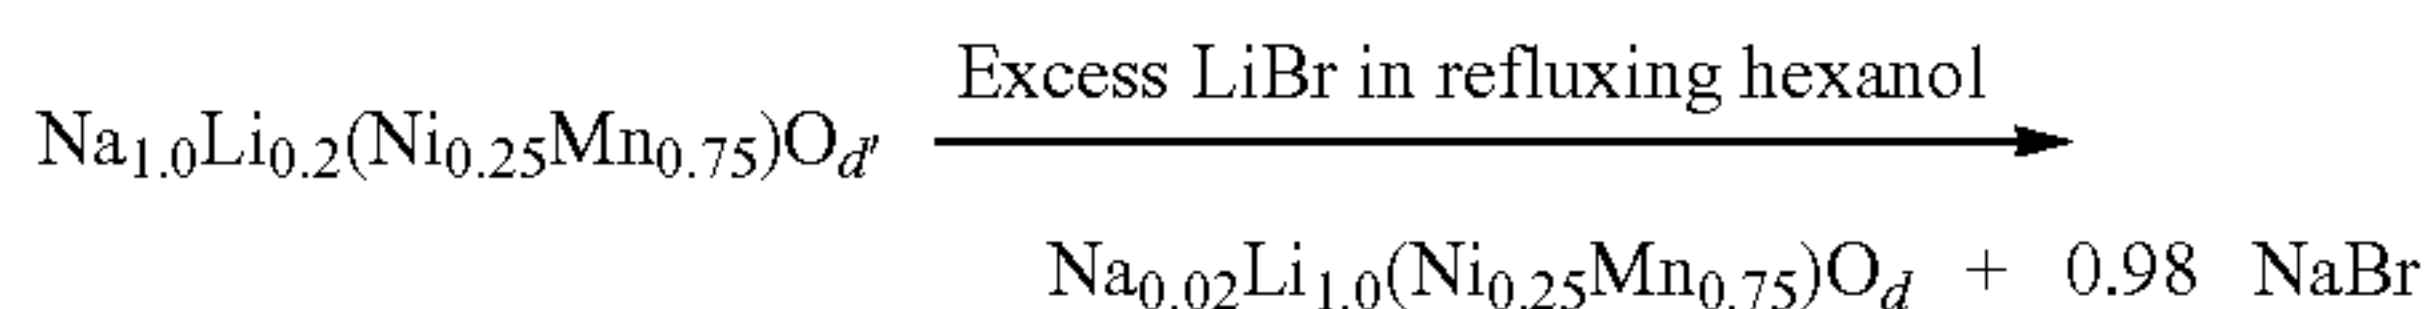 Excess LiBr in refluxing hexanol
Na1.0Li0.2(Ni0.25Mn0.75)Od'
Na0.02Li1.0(Ni0.25Mn0.75)Od + 0.98 NaBr